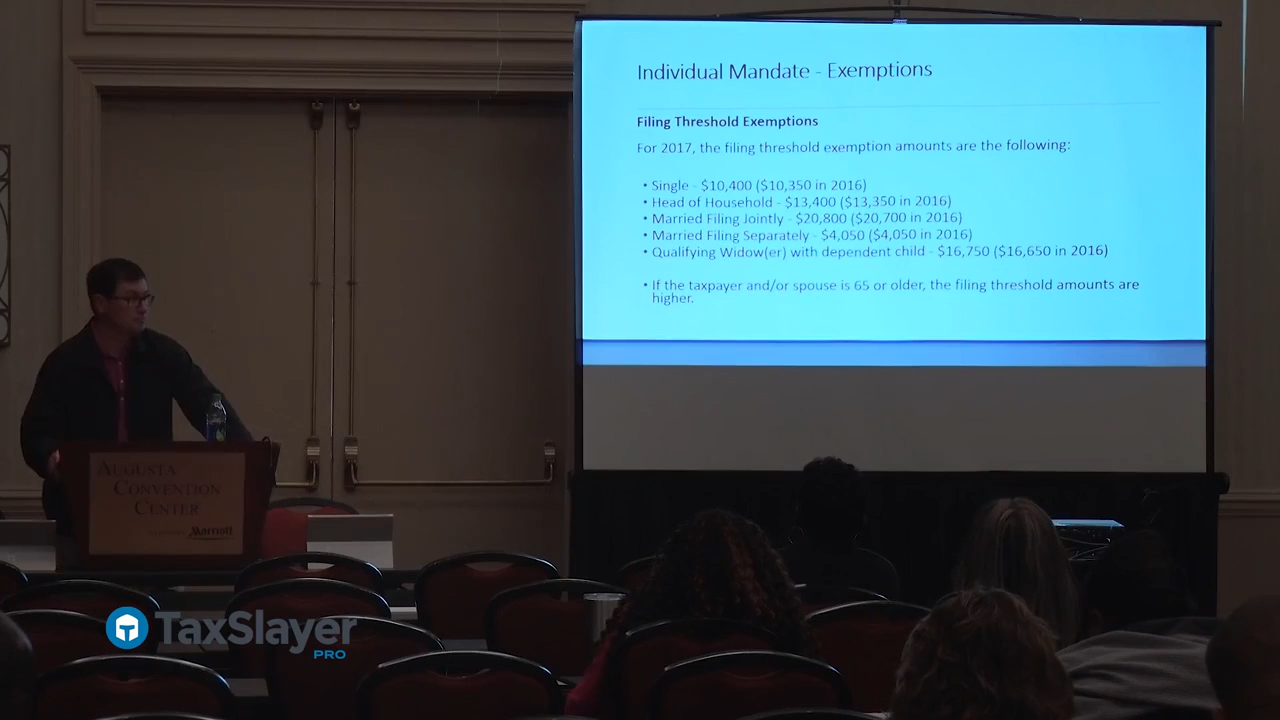 Individual Mandate - Exemptions
Filing Threshold Exemptions
For 2017, the filing threshold exemption amounts are the following:
• Single - $10,400 ($10,350 in 2016)
• Head of Household - $13,400 ($13,350 in 2016)
• Married Filing Jointly - $20,800 ($20,700 in 2016)
• Married Filing Separately - $4,050 ($4,050 in 2016)
• Qualifying Widow(er) with dependent child - $16,750 ($16,650 in 2016)
• If the taxpayer and/or spouse is 65 or older, the filing threshold amounts are
higher.
AUGUSTA
CONVENTION
CENTER
MARRIOTT
TaxSlayer
PRO